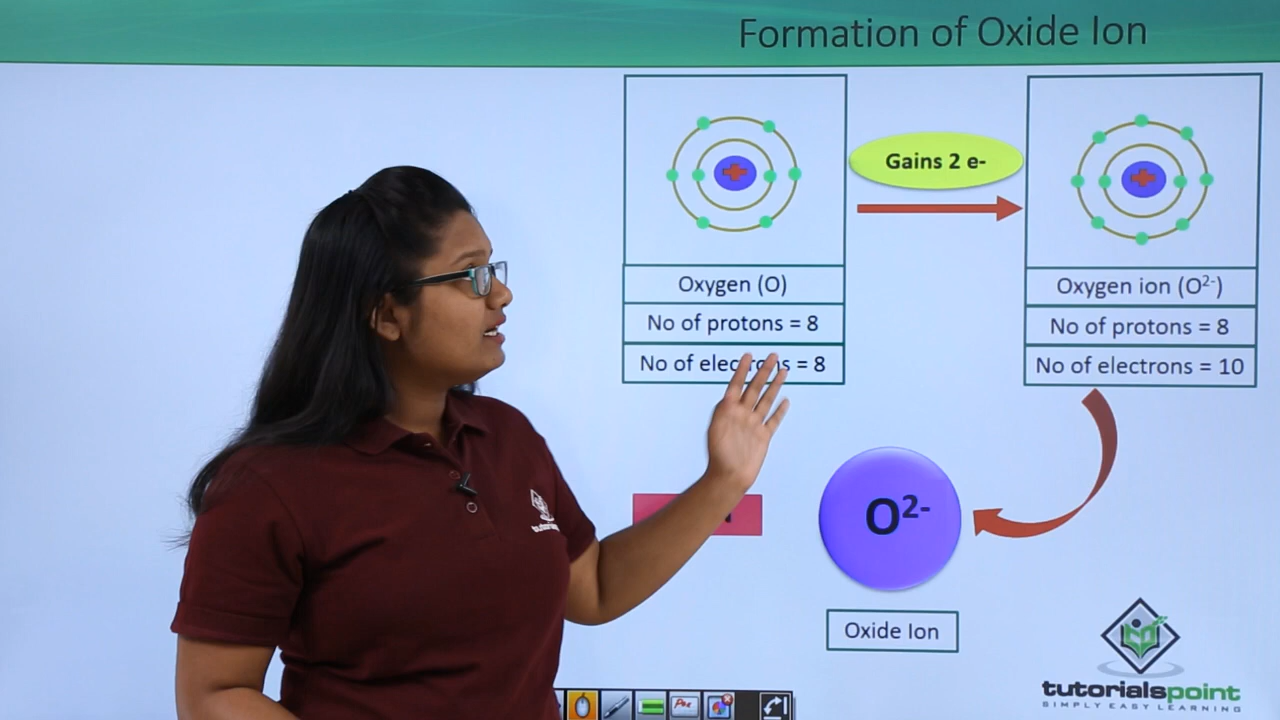 Formation of Oxide Ion
Gains 2 e-
Oxygen (O)
No of protons = 8
No of electrons = 8
Oxygen ion (O²⁻)
No of protons = 8
No of electrons = 10
O²⁻
Oxide Ion
tutorialspoint
SIMPLY EASY LEARNING